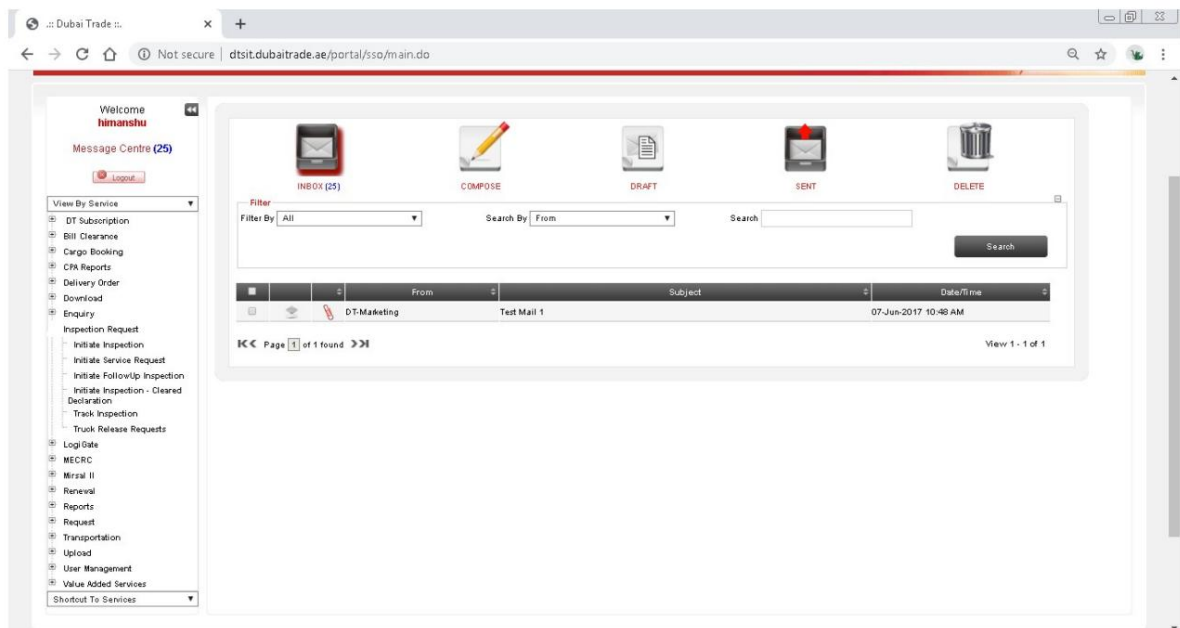 .:: Dubai Trade ::.
Not secure | dtsit.dubaitrade.ae/portal/sso/main.do
Welcome
himanshu
Message Centre (25)
Logout
View By Service
DT Subscription
Bill Clearance
Cargo Booking
CPA Reports
Delivery Order
Download
Enquiry
Inspection Request
Initiate Inspection
Initiate Service Request
Initiate FollowUp Inspection
Initiate Inspection - Cleared
Declaration
Track Inspection
Truck Release Requests
LogiGate
MECRC
Mirsal II
Renewal
Reports
Request
Transportation
Upload
User Management
Value Added Services
Shortcut To Services
INBOX (25) COMPOSE DRAFT SENT DELETE
Filter
Filter By All Search By From Search
Search
From Subject Date/Time
DT-Marketing Test Mail 1 07-Jun-2017 10:48 AM
Page 1 of 1 found View 1 - 1 of 1